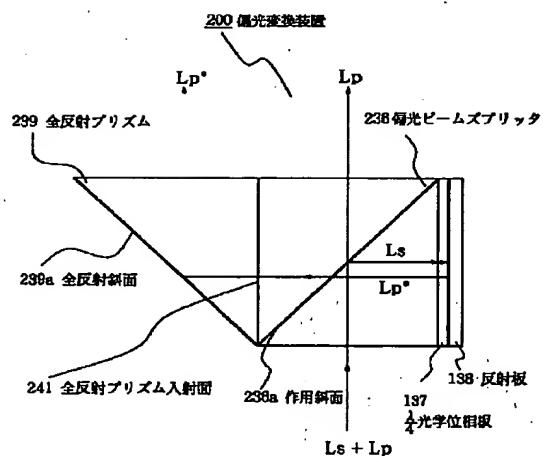 200 偏光変換装置
Lp*
Lp
239 全反射プリズム
238 偏光ビームズプリッタ
Ls
239a 全反射斜面
Lp*
241 全反射プリズム入射面
238a 作用斜面
138 反射板
137
λ/4光学位相板
Ls + Lp